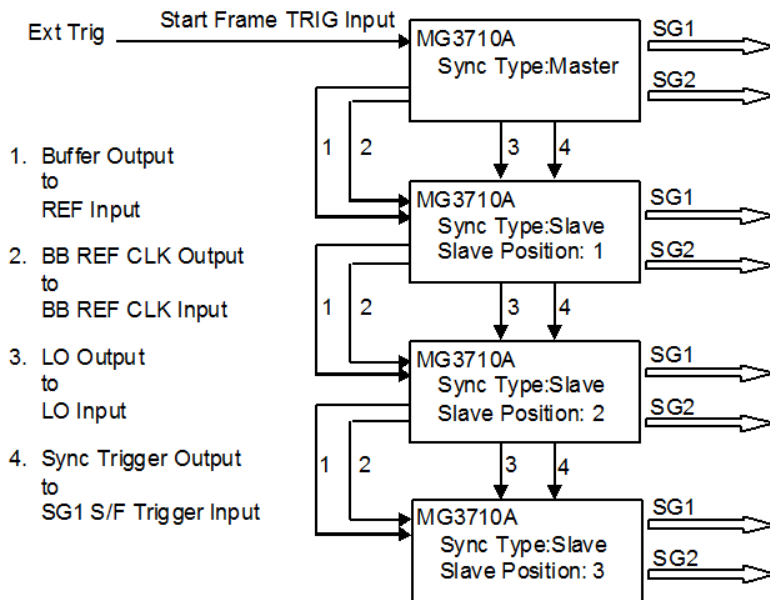 Ext Trig
Start Frame TRIG Input
MG3710A
Sync Type:Master
SG1
SG2
1 2 3 4
1. Buffer Output
to
REF Input
2. BB REF CLK Output
to
BB REF CLK Input
3. LO Output
to
LO Input
4. Sync Trigger Output
to
SG1 S/F Trigger Input
MG3710A
Sync Type:Slave
Slave Position: 1
SG1
SG2
1 2 3 4
MG3710A
Sync Type:Slave
Slave Position: 2
SG1
SG2
1 2 3 4
MG3710A
Sync Type:Slave
Slave Position: 3
SG1
SG2